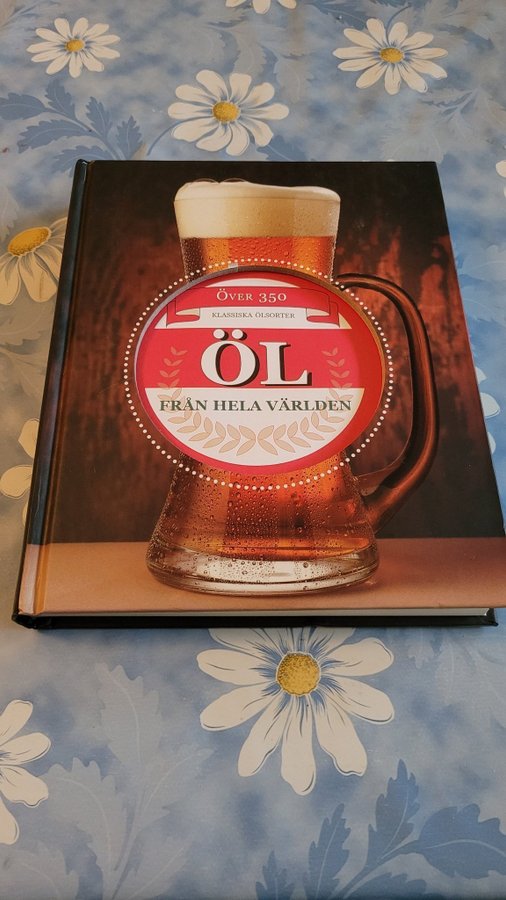 ÖVER 350
KLASSISKA ÖLSORTER
ÖL
FRÅN HELA VÄRLDEN